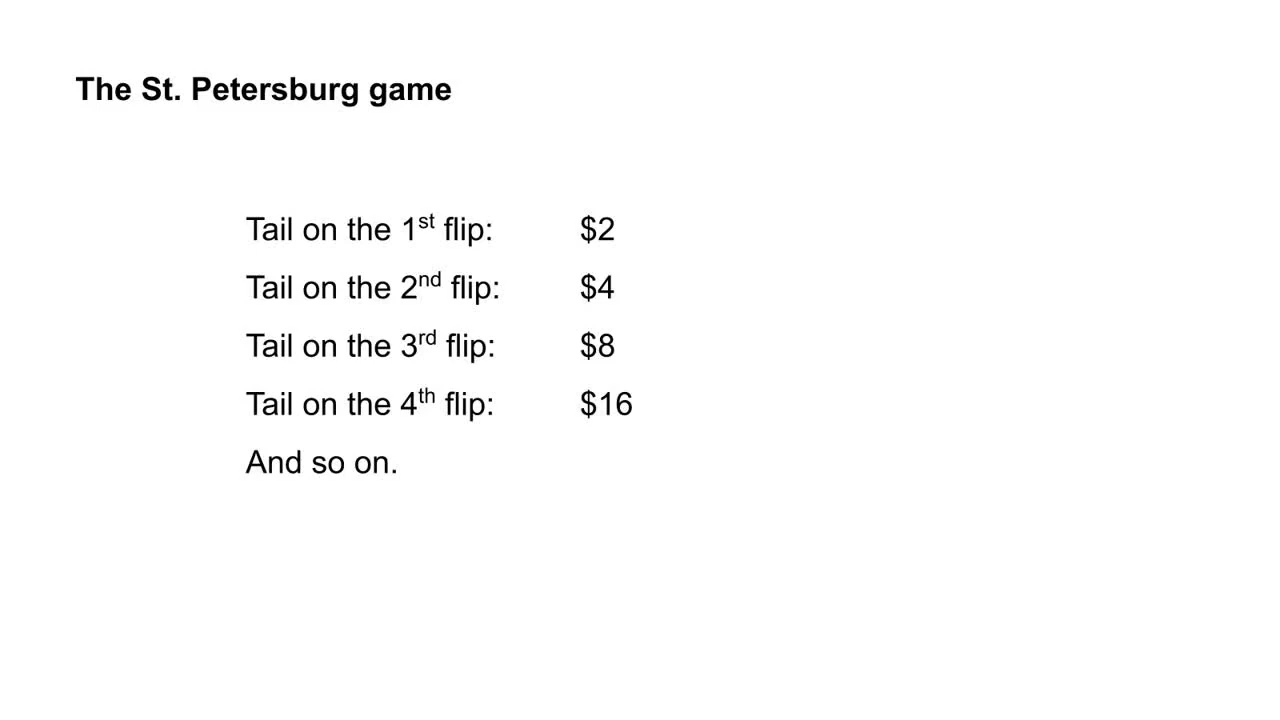 The St. Petersburg game
Tail on the 1st flip: $2
Tail on the 2nd flip: $4
Tail on the 3rd flip: $8
Tail on the 4th flip: $16
And so on.